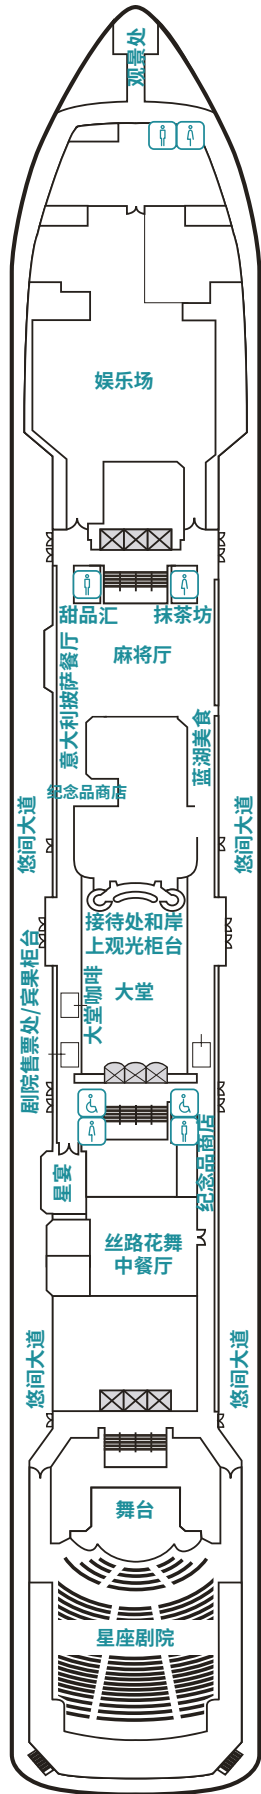 观景处
娱乐场
甜品汇
抹茶坊
麻将厅
意大利披萨餐厅
蓝湖美食
纪念品商店
悠闲大道
悠闲大道
接待处和岸
上观光柜台
剧院售票处/宾果柜台
大堂咖啡
大堂
纪念品商店
星宴
丝路花舞
中餐厅
悠闲大道
悠闲大道
舞台
星座剧院